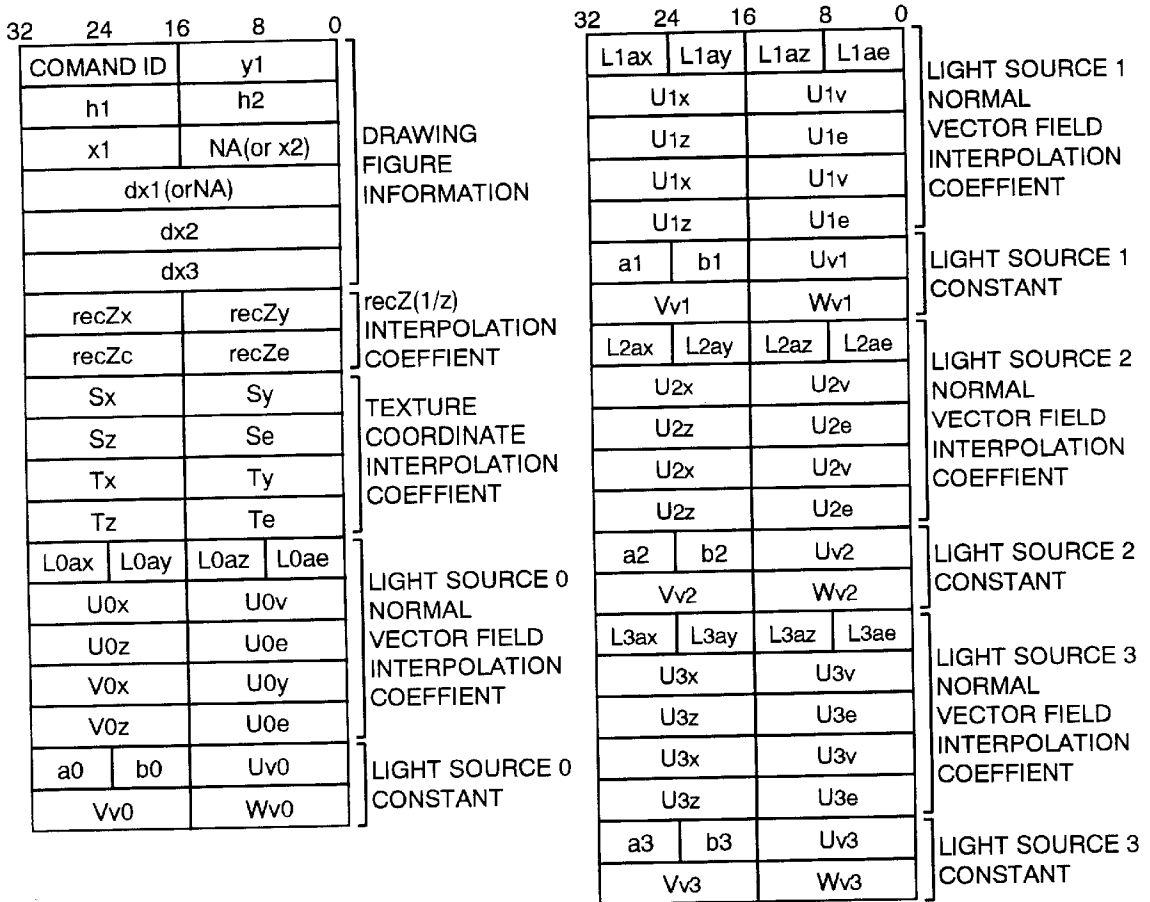 32 24 16 8 0
COMAND ID y1
h1 h2
x1 NA(or x2)
dx1(orNA)
dx2
dx3
DRAWING
FIGURE
INFORMATION
recZx recZy
recZc recZe
recZ(1/z)
INTERPOLATION
COEFFIENT
Sx Sy
Sz Se
Tx Ty
Tz Te
TEXTURE
COORDINATE
INTERPOLATION
COEFFIENT
L0ax L0ay L0az L0ae
U0x U0v
U0z U0e
V0x U0y
V0z U0e
LIGHT SOURCE 0
NORMAL
VECTOR FIELD
INTERPOLATION
COEFFIENT
a0 b0 Uv0
Vv0 Wv0
LIGHT SOURCE 0
CONSTANT
32 24 16 8 0
L1ax L1ay L1az L1ae
U1x U1v
U1z U1e
U1x U1v
U1z U1e
LIGHT SOURCE 1
NORMAL
VECTOR FIELD
INTERPOLATION
COEFFIENT
a1 b1 Uv1
Vv1 Wv1
LIGHT SOURCE 1
CONSTANT
L2ax L2ay L2az L2ae
U2x U2v
U2z U2e
U2x U2v
U2z U2e
LIGHT SOURCE 2
NORMAL
VECTOR FIELD
INTERPOLATION
COEFFIENT
a2 b2 Uv2
Vv2 Wv2
LIGHT SOURCE 2
CONSTANT
L3ax L3ay L3az L3ae
U3x U3v
U3z U3e
U3x U3v
U3z U3e
LIGHT SOURCE 3
NORMAL
VECTOR FIELD
INTERPOLATION
COEFFIENT
a3 b3 Uv3
Vv3 Wv3
LIGHT SOURCE 3
CONSTANT